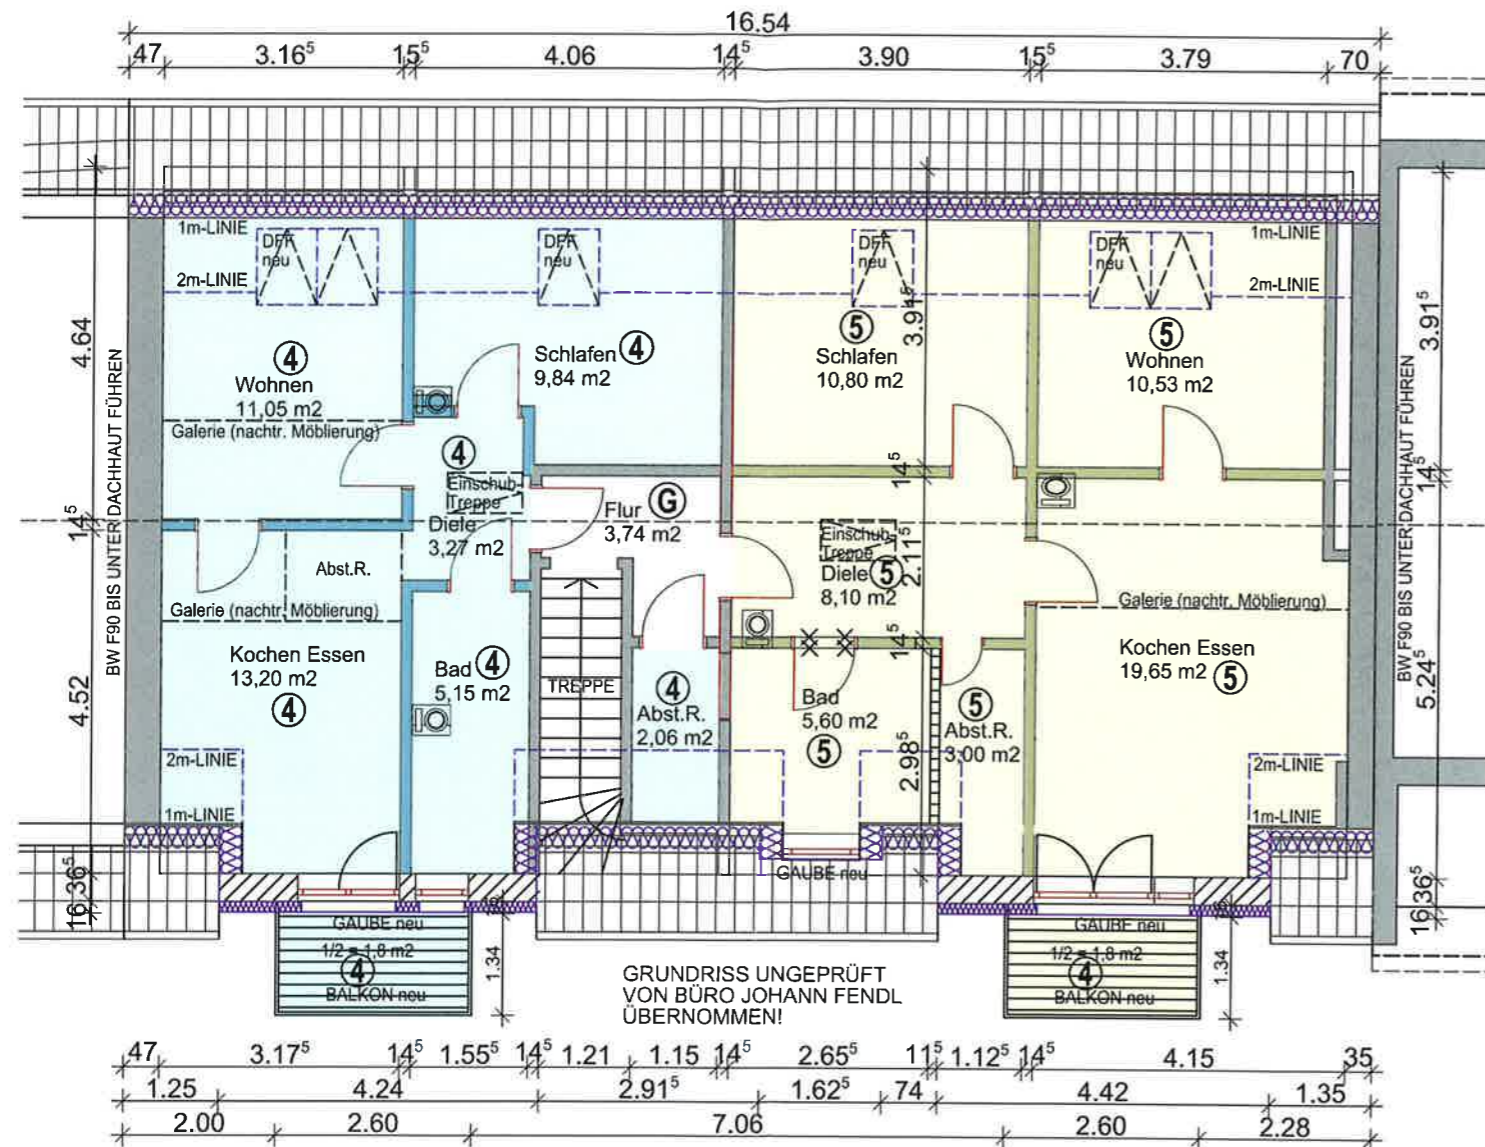 16.54
47 3.16⁵ 15⁵ 4.06 14⁵ 3.90 15⁵ 3.79 70
1m-LINIE
DFF
neu
2m-LINIE
DFF
neu
DFF
neu
DFF
neu
1m-LINIE
2m-LINIE
4.64
14⁵
4.52
16.36⁵
BW F90 BIS UNTER DACHHAUT FÜHREN
4
Wohnen
11,05 m2
Galerie (nachtr. Möblierung)
Schlafen 4
9,84 m2
5
Schlafen
10,80 m2
3.91⁵
5
Wohnen
10,53 m2
3.91⁵
14⁵
5.24⁵
16.36⁵
BW F90 BIS UNTER DACHHAUT FÜHREN
4
Einschub-
Treppe
Diele
3,27 m2
Flur G
3,74 m2
14⁵
Einschub-
Treppe
Diele 5
8,10 m2
2.11⁵
14⁵
Abst.R.
Galerie (nachtr. Möblierung)
Kochen Essen
13,20 m2
4
Bad 4
5,15 m2
TREPPE
4
Abst.R.
2,06 m2
Bad
5,60 m2
5
2.98⁵
5
Abst.R.
3,00 m2
Galerie (nachtr. Möblierung)
Kochen Essen
19,65 m2 5
2m-LINIE
1m-LINIE
2m-LINIE
1m-LINIE
GAUBE neu
GAUBE neu
1/2 = 1,8 m2
4
BALKON neu
1.34
GAUBE neu
1/2 = 1,8 m2
4
BALKON neu
1.34
GRUNDRISS UNGEPRÜFT
VON BÜRO JOHANN FENDL
ÜBERNOMMEN!
47 3.17⁵ 14⁵ 1.55⁵ 14⁵ 1.21 1.15 14⁵ 2.65⁵ 11⁵ 1.12⁵ 14⁵ 4.15 35
1.25 4.24 2.91⁵ 1.62⁵ 74 4.42 1.35
2.00 2.60 7.06 2.60 2.28